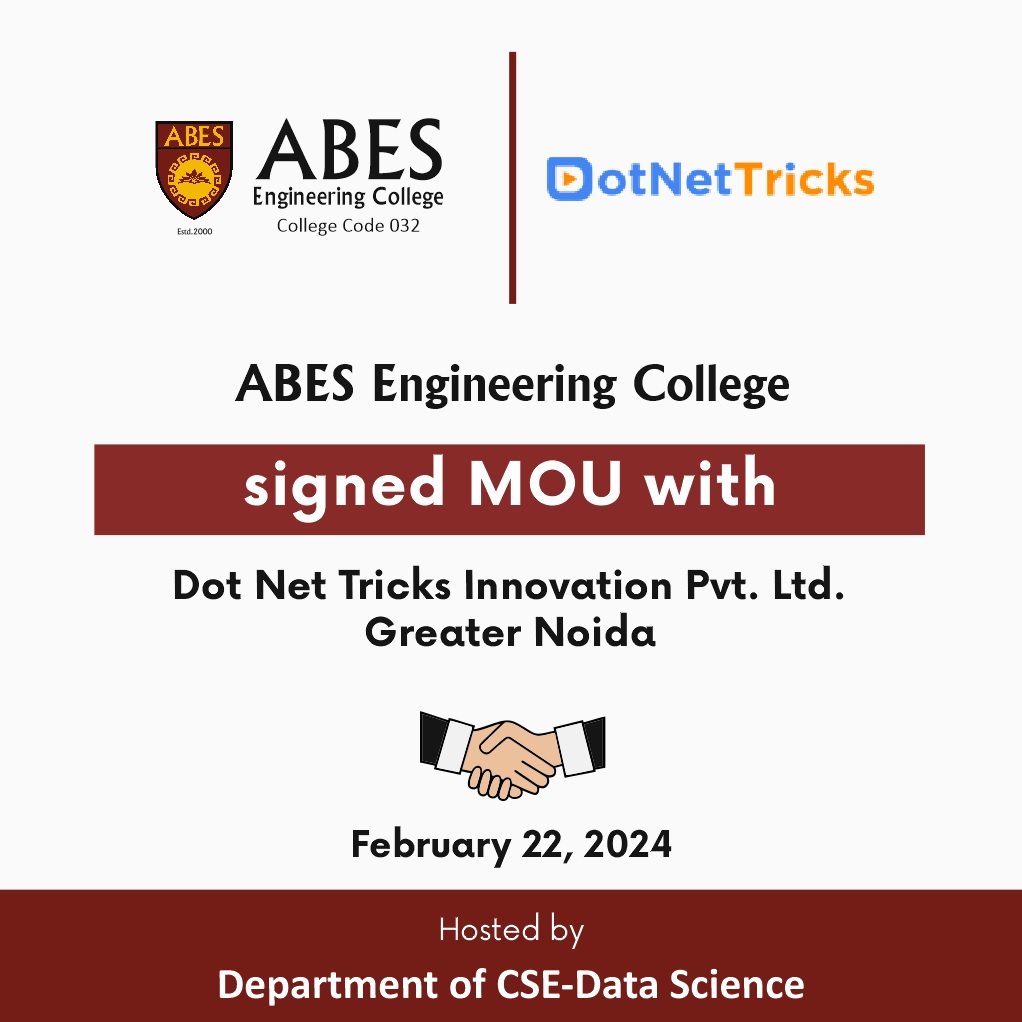 ABES
Estd.2000
ABES
Engineering College
College Code 032
DotNetTricks
ABES Engineering College
signed MOU with
Dot Net Tricks Innovation Pvt. Ltd.
Greater Noida
February 22, 2024
Hosted by
Department of CSE-Data Science